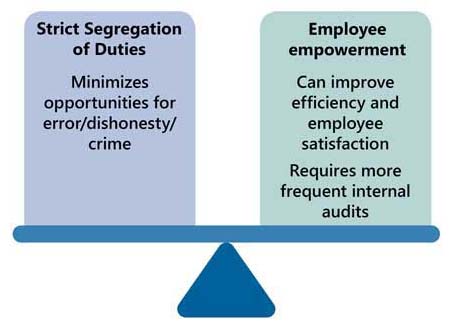 Strict Segregation
of Duties
Minimizes
opportunities for
error/dishonesty/
crime
Employee
empowerment
Can improve
efficiency and
employee
satisfaction
Requires more
frequent internal
audits